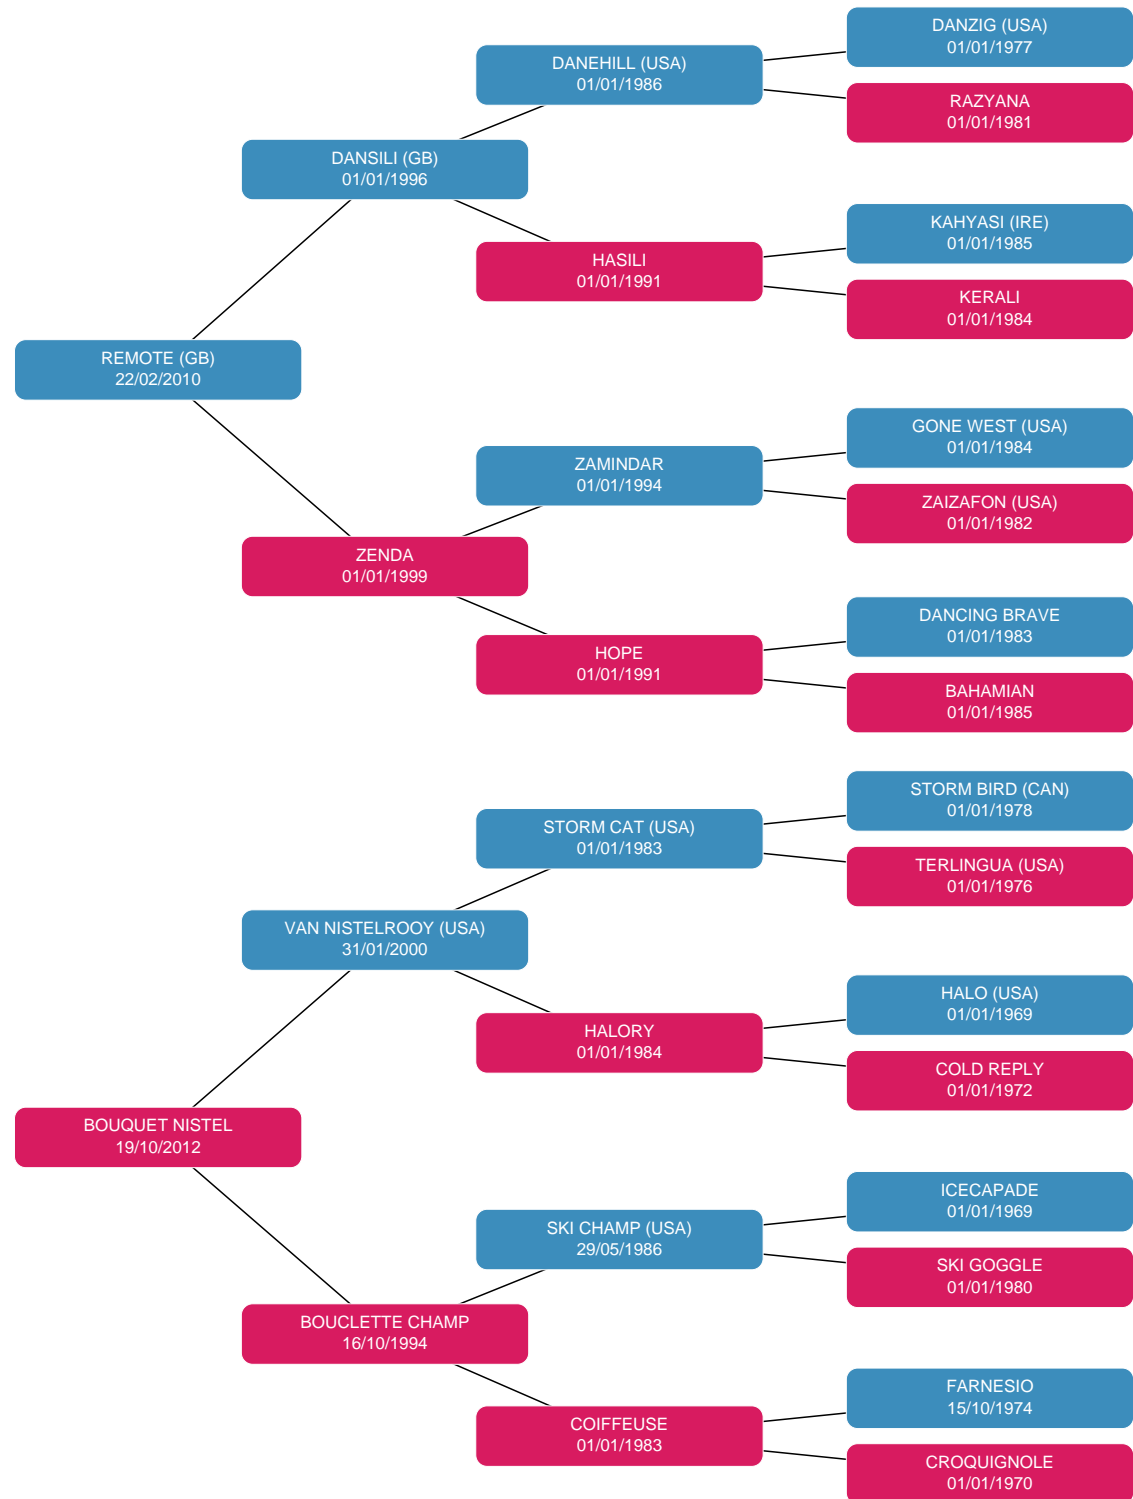 DANZIG (USA)
01/01/1977
DANEHILL (USA)
01/01/1986
RAZYANA
01/01/1981
DANSILI (GB)
01/01/1996
KAHYASI (IRE)
01/01/1985
HASILI
01/01/1991
KERALI
01/01/1984
REMOTE (GB)
22/02/2010
GONE WEST (USA)
01/01/1984
ZAMINDAR
01/01/1994
ZAIZAFON (USA)
01/01/1982
ZENDA
01/01/1999
DANCING BRAVE
01/01/1983
HOPE
01/01/1991
BAHAMIAN
01/01/1985
STORM BIRD (CAN)
01/01/1978
STORM CAT (USA)
01/01/1983
TERLINGUA (USA)
01/01/1976
VAN NISTELROOY (USA)
31/01/2000
HALO (USA)
01/01/1969
HALORY
01/01/1984
COLD REPLY
01/01/1972
BOUQUET NISTEL
19/10/2012
ICECAPADE
01/01/1969
SKI CHAMP (USA)
29/05/1986
SKI GOGGLE
01/01/1980
BOUCLETTE CHAMP
16/10/1994
FARNESIO
15/10/1974
COIFFEUSE
01/01/1983
CROQUIGNOLE
01/01/1970